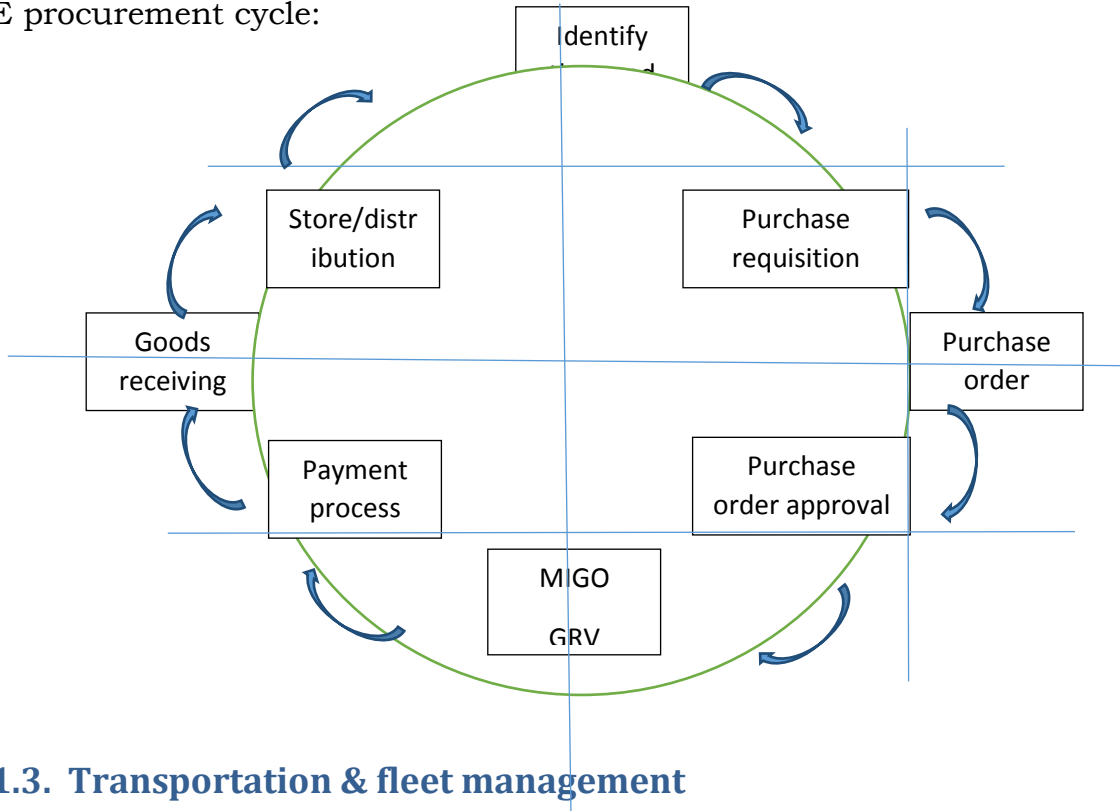 E procurement cycle:
Identify
Store/distr
ibution
Purchase
requisition
Goods
receiving
Purchase
order
Payment
process
Purchase
order approval
MIGO
GRV
1.3. Transportation & fleet management